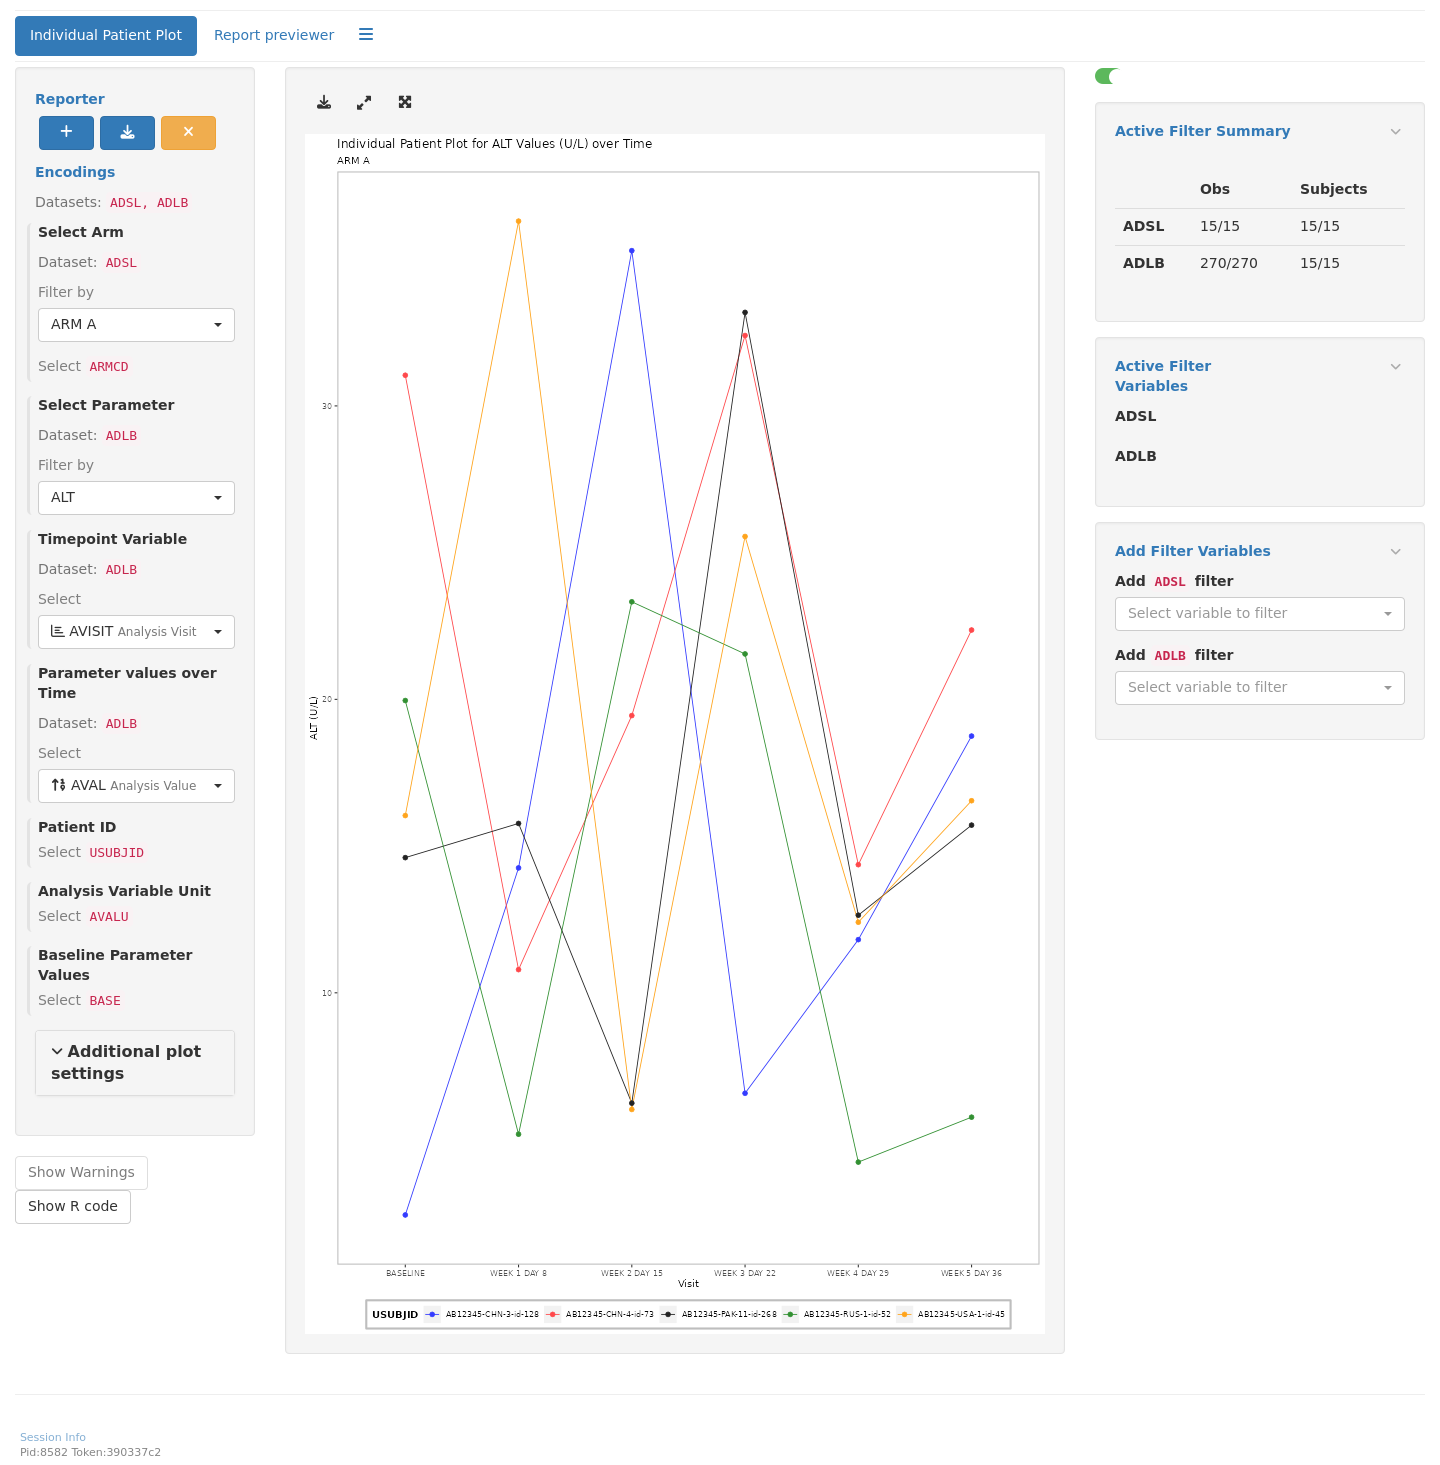 Individual Patient Plot
Report previewer
Reporter
Encodings
Datasets: ADSL, ADLB
Select Arm
Dataset: ADSL
Filter by
ARM A
Select ARMCD
Select Parameter
Dataset: ADLB
Filter by
ALT
Timepoint Variable
Dataset: ADLB
Select
AVISIT Analysis Visit
Parameter values over
Time
Dataset: ADLB
Select
AVAL Analysis Value
Patient ID
Select USUBJID
Analysis Variable Unit
Select AVALU
Baseline Parameter
Values
Select BASE
Additional plot
settings
Show Warnings
Show R code
Individual Patient Plot for ALT Values (U/L) over Time
ARM A
30
20
10
ALT (U/L)
BASELINE
WEEK 1 DAY 8
WEEK 2 DAY 15
WEEK 3 DAY 22
WEEK 4 DAY 29
WEEK 5 DAY 36
Visit
USUBJID AB12345-CHN-3-id-128 AB12345-CHN-4-id-73 AB12345-PAK-11-id-268 AB12345-RUS-1-id-52 AB12345-USA-1-id-45
Active Filter Summary
Obs Subjects
ADSL 15/15 15/15
ADLB 270/270 15/15
Active Filter
Variables
ADSL
ADLB
Add Filter Variables
Add ADSL filter
Select variable to filter
Add ADLB filter
Select variable to filter
Session Info
Pid:8582 Token:390337c2